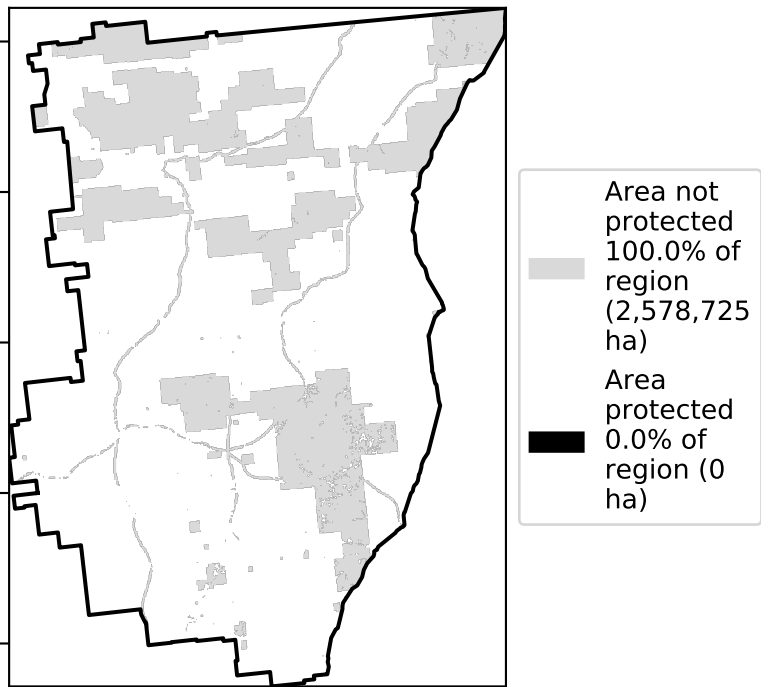 Area not
protected
100.0% of
region
(2,578,725
ha)
Area
protected
0.0% of
region (0
ha)